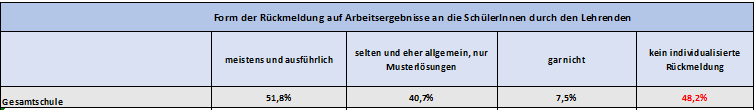 Form der Rückmeldung auf Arbeitsergebnisse an die SchülerInnen durch den Lehrenden
meistens und ausführlich
selten und eher allgemein, nur
Musterlösungen
gar nicht
kein individualisierte
Rückmeldung
Gesamtschule
51,8%
40,7%
7,5%
48,2%